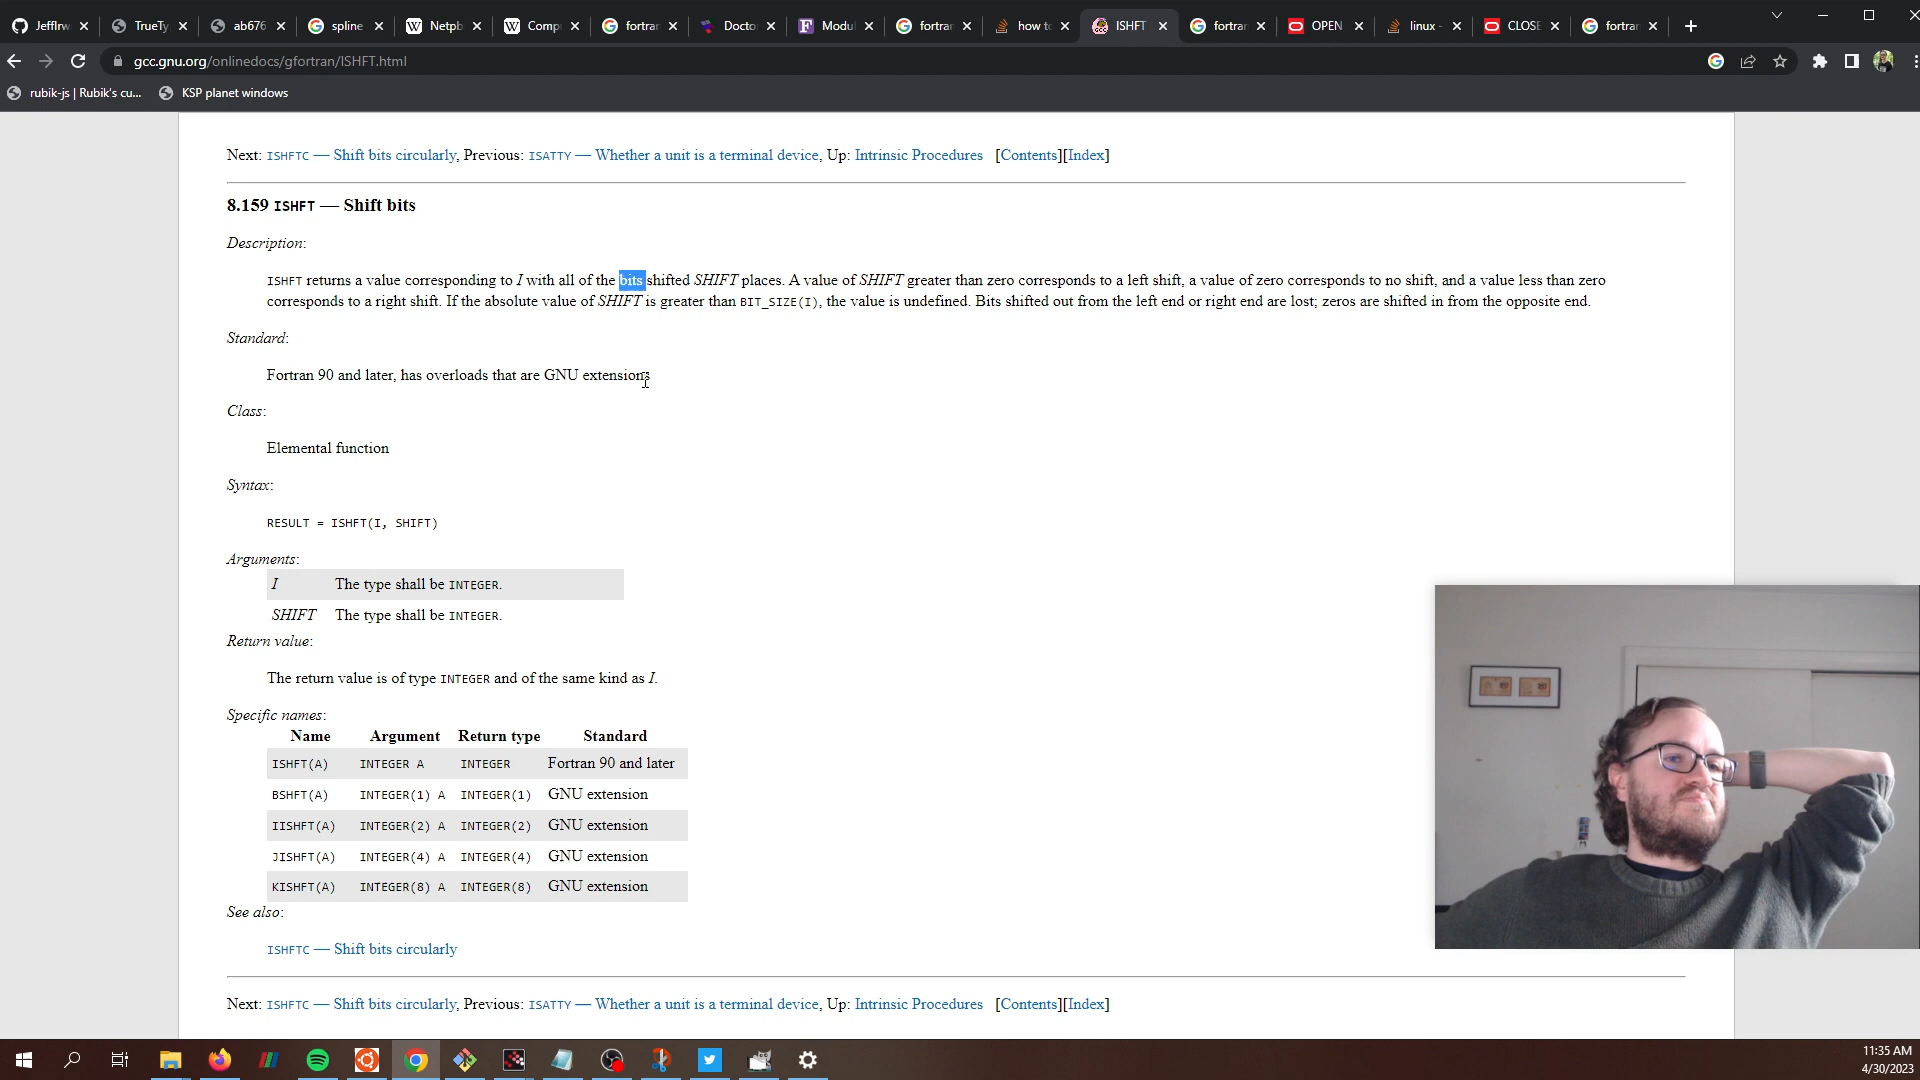 Jefflrw
TrueTy
ab676
spline
Netpb
Comp
fortra
Docto
Modul
fortra
how to
ISHFT
fortra
OPEN
linux -
CLOSE
fortra
gcc.gnu.org/onlinedocs/gfortran/ISHFT.html
rubik-js | Rubik's cu...
KSP planet windows
Next: ISHFTC — Shift bits circularly, Previous: ISATTY — Whether a unit is a terminal device, Up: Intrinsic Procedures [Contents][Index]
8.159 ISHFT — Shift bits
Description:
ISHFT returns a value corresponding to I with all of the bits shifted SHIFT places. A value of SHIFT greater than zero corresponds to a left shift, a value of zero corresponds to no shift, and a value less than zero
corresponds to a right shift. If the absolute value of SHIFT is greater than BIT_SIZE(I), the value is undefined. Bits shifted out from the left end or right end are lost; zeros are shifted in from the opposite end.
Standard:
Fortran 90 and later, has overloads that are GNU extensions
Class:
Elemental function
Syntax:
RESULT = ISHFT(I, SHIFT)
Arguments:
I The type shall be INTEGER.
SHIFT The type shall be INTEGER.
Return value:
The return value is of type INTEGER and of the same kind as I.
Specific names:
Name Argument Return type Standard
ISHFT(A) INTEGER A INTEGER Fortran 90 and later
BSHFT(A) INTEGER(1) A INTEGER(1) GNU extension
IISHFT(A) INTEGER(2) A INTEGER(2) GNU extension
JISHFT(A) INTEGER(4) A INTEGER(4) GNU extension
KISHFT(A) INTEGER(8) A INTEGER(8) GNU extension
See also:
ISHFTC — Shift bits circularly
Next: ISHFTC — Shift bits circularly, Previous: ISATTY — Whether a unit is a terminal device, Up: Intrinsic Procedures [Contents][Index]
11:35 AM
4/30/2023